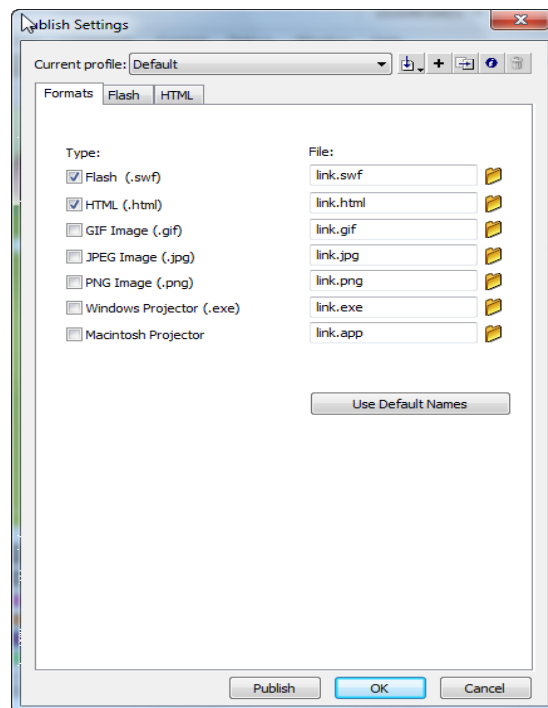 ublish Settings
Current profile: Default
Formats Flash HTML
Type: File:
Flash (.swf) link.swf
HTML (.html) link.html
GIF Image (.gif) link.gif
JPEG Image (.jpg) link.jpg
PNG Image (.png) link.png
Windows Projector (.exe) link.exe
Macintosh Projector link.app
Use Default Names
Publish OK Cancel